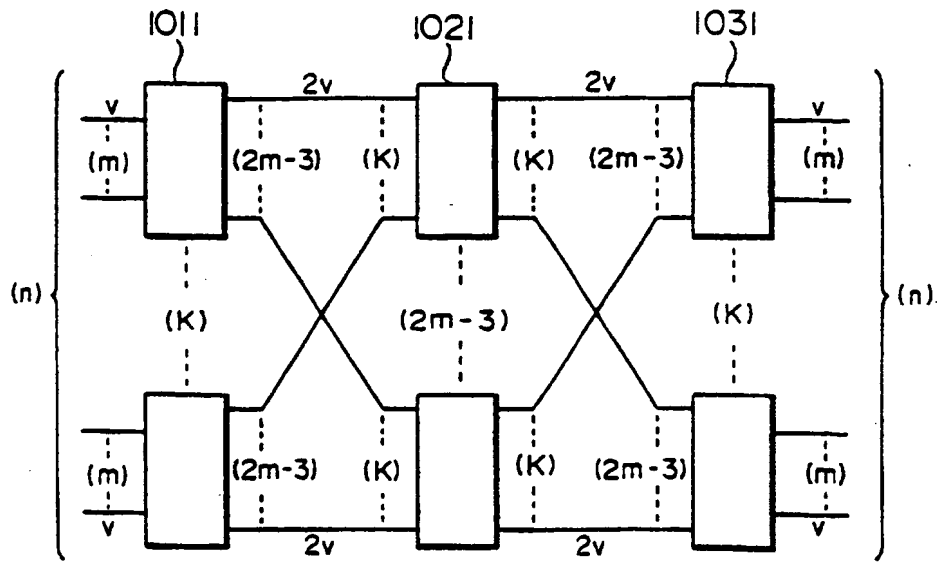 1011 1021 1031
v 2v 2v v
(m) (2m-3) (K) (K) (2m-3) (m)
(n) (K) (2m-3) (K) (n)
(m) (2m-3) (K) (K) (2m-3) (m)
v 2v 2v v